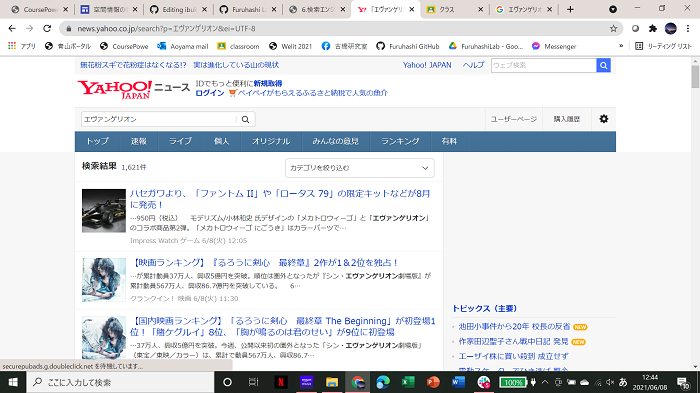 CoursePowe
空間情報の
Editing ibui
Furuhashi L
6.検索エンジ
「エヴァンゲリオン」
クラス
エヴァンゲリオ
news.yahoo.co.jp/search?p=エヴァンゲリオン&ei=UTF-8
アプリ
青山ポータル
CoursePowe
Aoyama mail
classroom
Welit 2021
古橋研究室
Furuhashi GitHub
FuruhashiLab - Goo...
Messenger
»
リーディング リスト
無花粉スギで花粉症はなくなる!? 実は進化している山の現状
Yahoo! JAPAN
ヘルプ
ウェブ検索
YAHOO! JAPAN ニュース
IDでもっと便利に新規取得
ログイン
ペイペイがもらえるふるさと納税で人気の魚介
エヴァンゲリオン
ユーザーページ
購入履歴
トップ
速報
ライブ
個人
オリジナル
みんなの意見
ランキング
有料
検索結果 1,621件
カテゴリを絞り込む
ハセガワより、「ファントム II」や「ロータス 79」の限定キットなどが8月
に発売!
…950円(税込) モデリズム/小林和史 氏デザインの「メカトロウィーゴ」と「エヴァンゲリオン」
のコラボ商品第2弾。「メカトロウィーゴ にごうき」はカラーパーツで…
Impress Watch ゲーム 6/8(火) 12:05
【映画ランキング】『るろうに剣心 最終章』2作が1&2位を独占!
…が累計動員37万人、興収5億円を突破。順位は圏外となったが『シン・エヴァンゲリオン劇場版』が
累計動員567万人、興収86.7億円を突破している。 6…
クランクイン! 映画 6/8(火) 11:30
【国内映画ランキング】「るろうに剣心 最終章 The Beginning」が初登場1
位!「賭ケグルイ」8位、「胸が鳴るのは君のせい」が9位に初登場
…37万人、興収5億円を突破。今週、公開以来初の圏外となった「シン・エヴァンゲリオン劇場版」
(東宝/東映/カラー)は、累計で動員567万人、興収86.7…
トピックス(主要)
池田小事件から20年 校長の反省 NEW
作家田辺聖子さん戦中日記 発見 NEW
エーザイ株に買い殺到 成立せず
securepubads.g.doubleclick.net を待機しています...
ここに入力して検索
100%
あ
12:44
2021/06/08
10